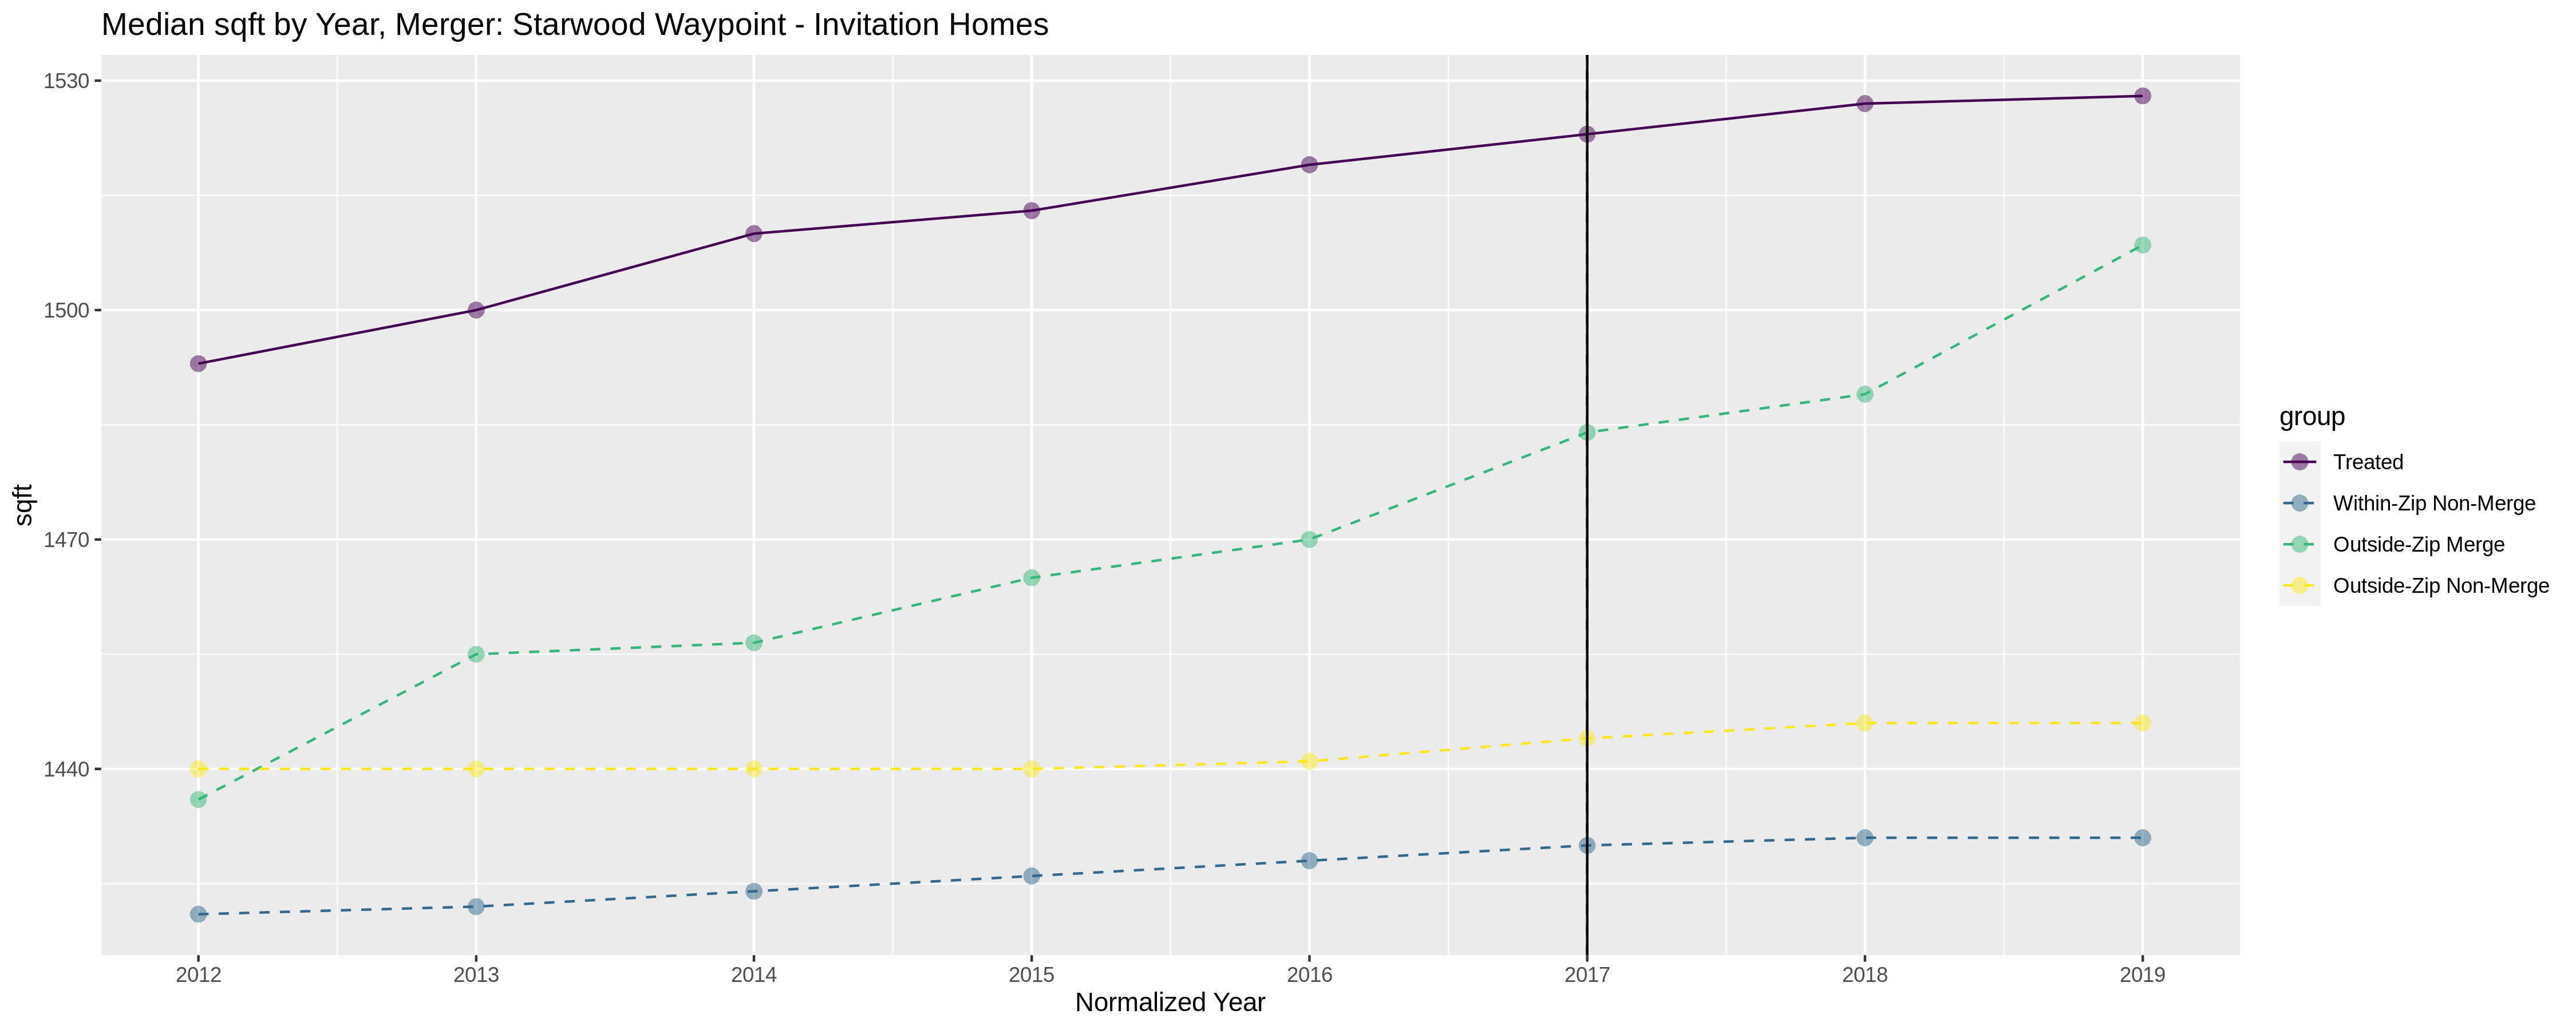 Median sqft by Year, Merger: Starwood Waypoint - Invitation Homes
1530
1500
1470
1440
sqft
2012 2013 2014 2015 2016 2017 2018 2019
Normalized Year
group
Treated
Within-Zip Non-Merge
Outside-Zip Merge
Outside-Zip Non-Merge